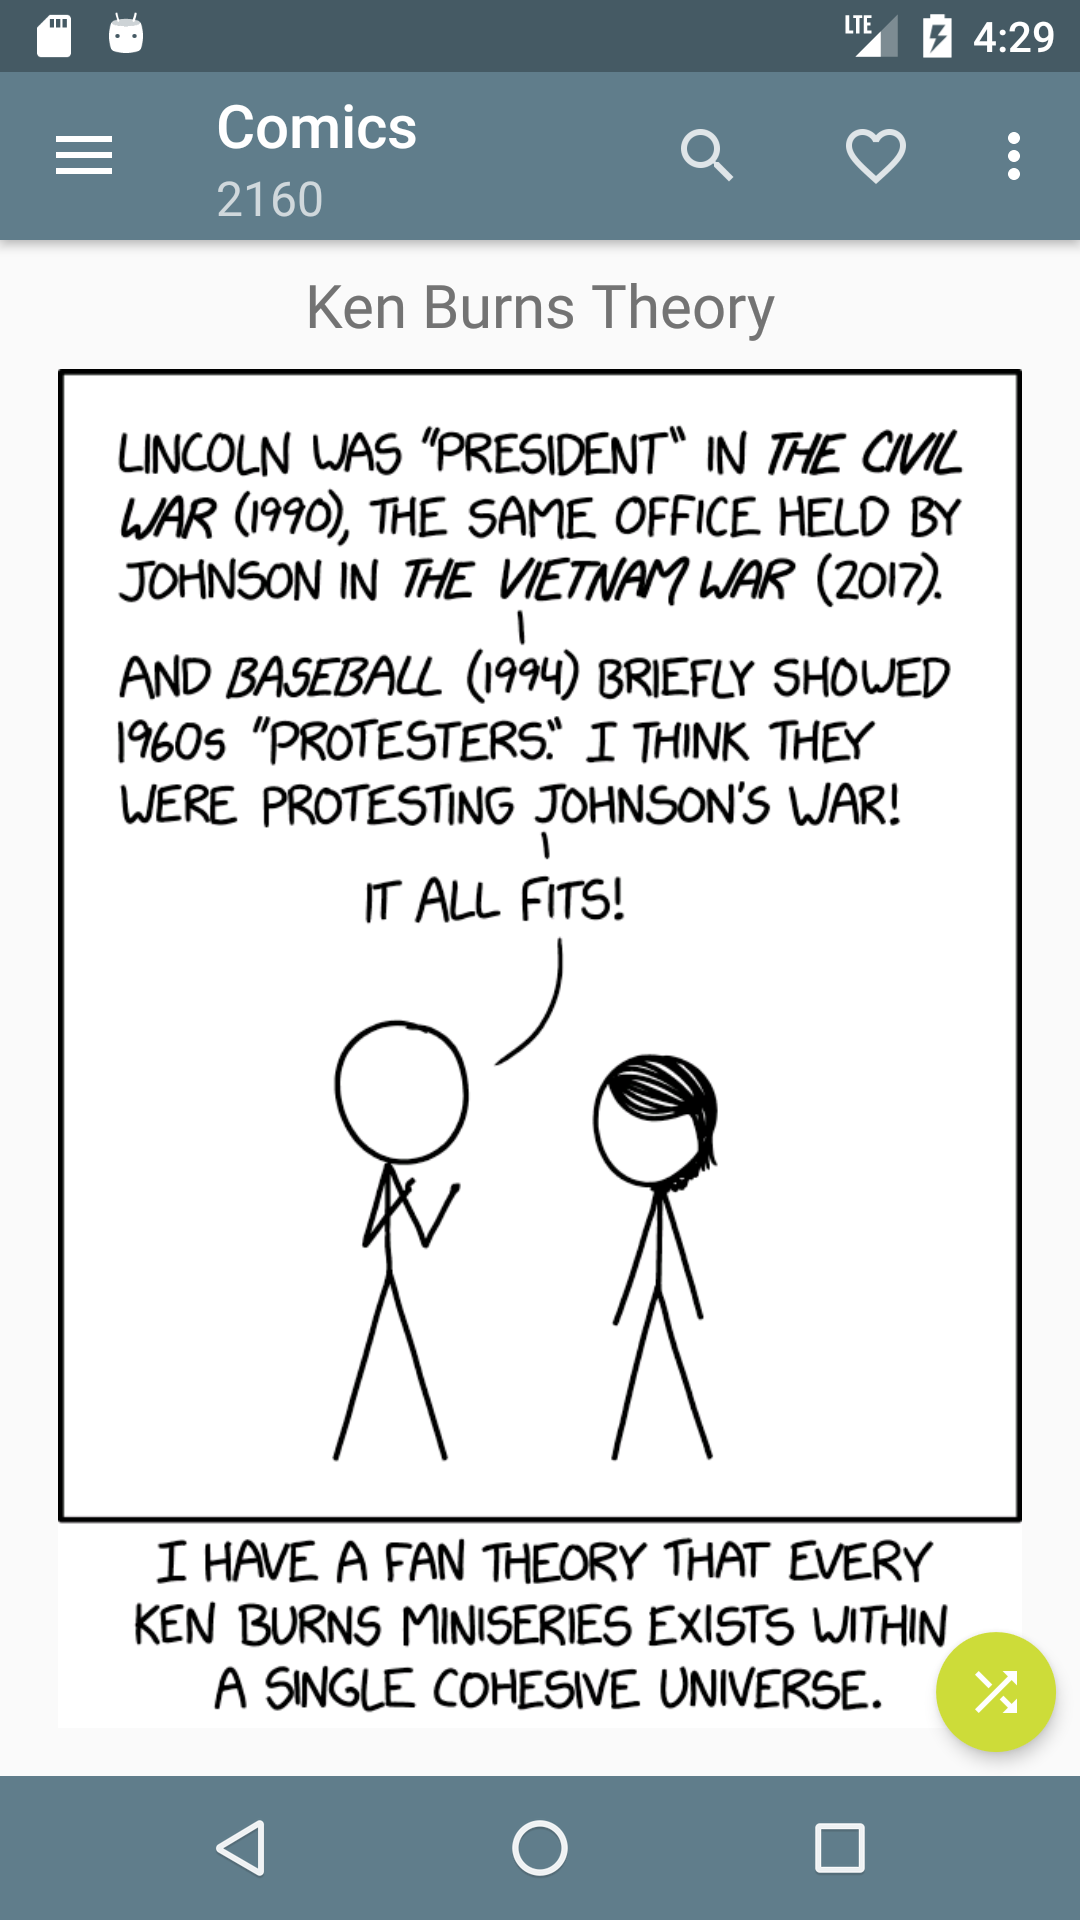 LTE 4:29
Comics
2160
Ken Burns Theory
LINCOLN WAS "PRESIDENT" IN THE CIVIL
WAR (1990), THE SAME OFFICE HELD BY
JOHNSON IN THE VIETNAM WAR (2017).
AND BASEBALL (1994) BRIEFLY SHOWED
1960s "PROTESTERS." I THINK THEY
WERE PROTESTING JOHNSON'S WAR!
IT ALL FITS!
I HAVE A FAN THEORY THAT EVERY
KEN BURNS MINISERIES EXISTS WITHIN
A SINGLE COHESIVE UNIVERSE.